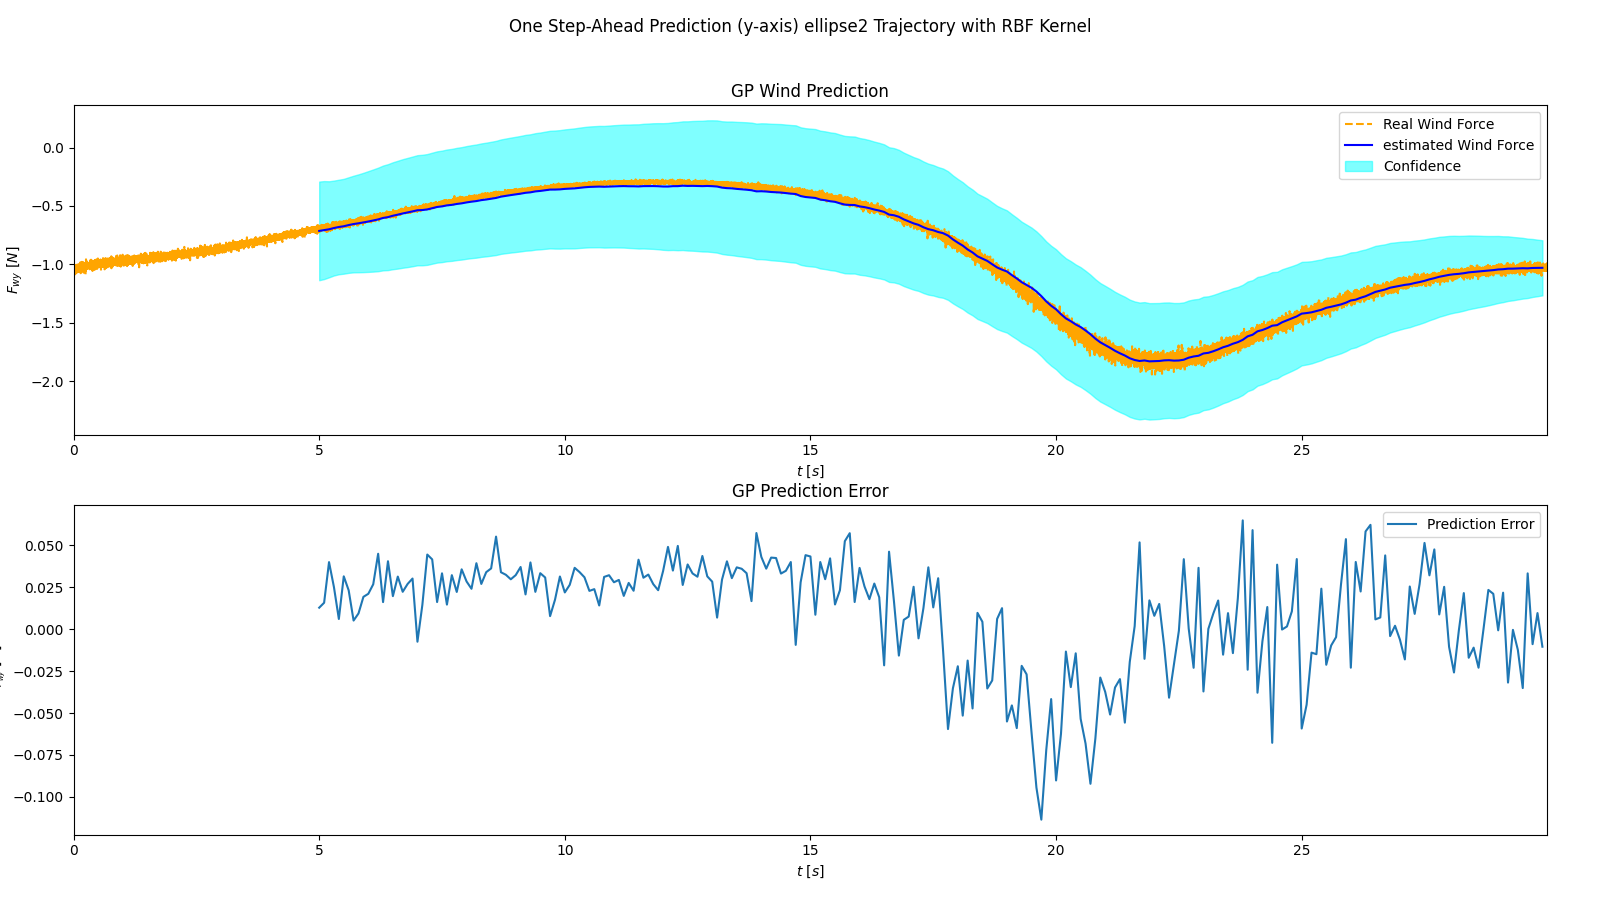 One Step-Ahead Prediction (y-axis) ellipse2 Trajectory with RBF Kernel
GP Wind Prediction
Real Wind Force
estimated Wind Force
Confidence
0.0
−0.5
−1.0
−1.5
−2.0
F_wy [N]
0 5 10 15 20 25
t [s]
GP Prediction Error
Prediction Error
0.050
0.025
0.000
−0.025
−0.050
−0.075
−0.100
0 5 10 15 20 25
t [s]